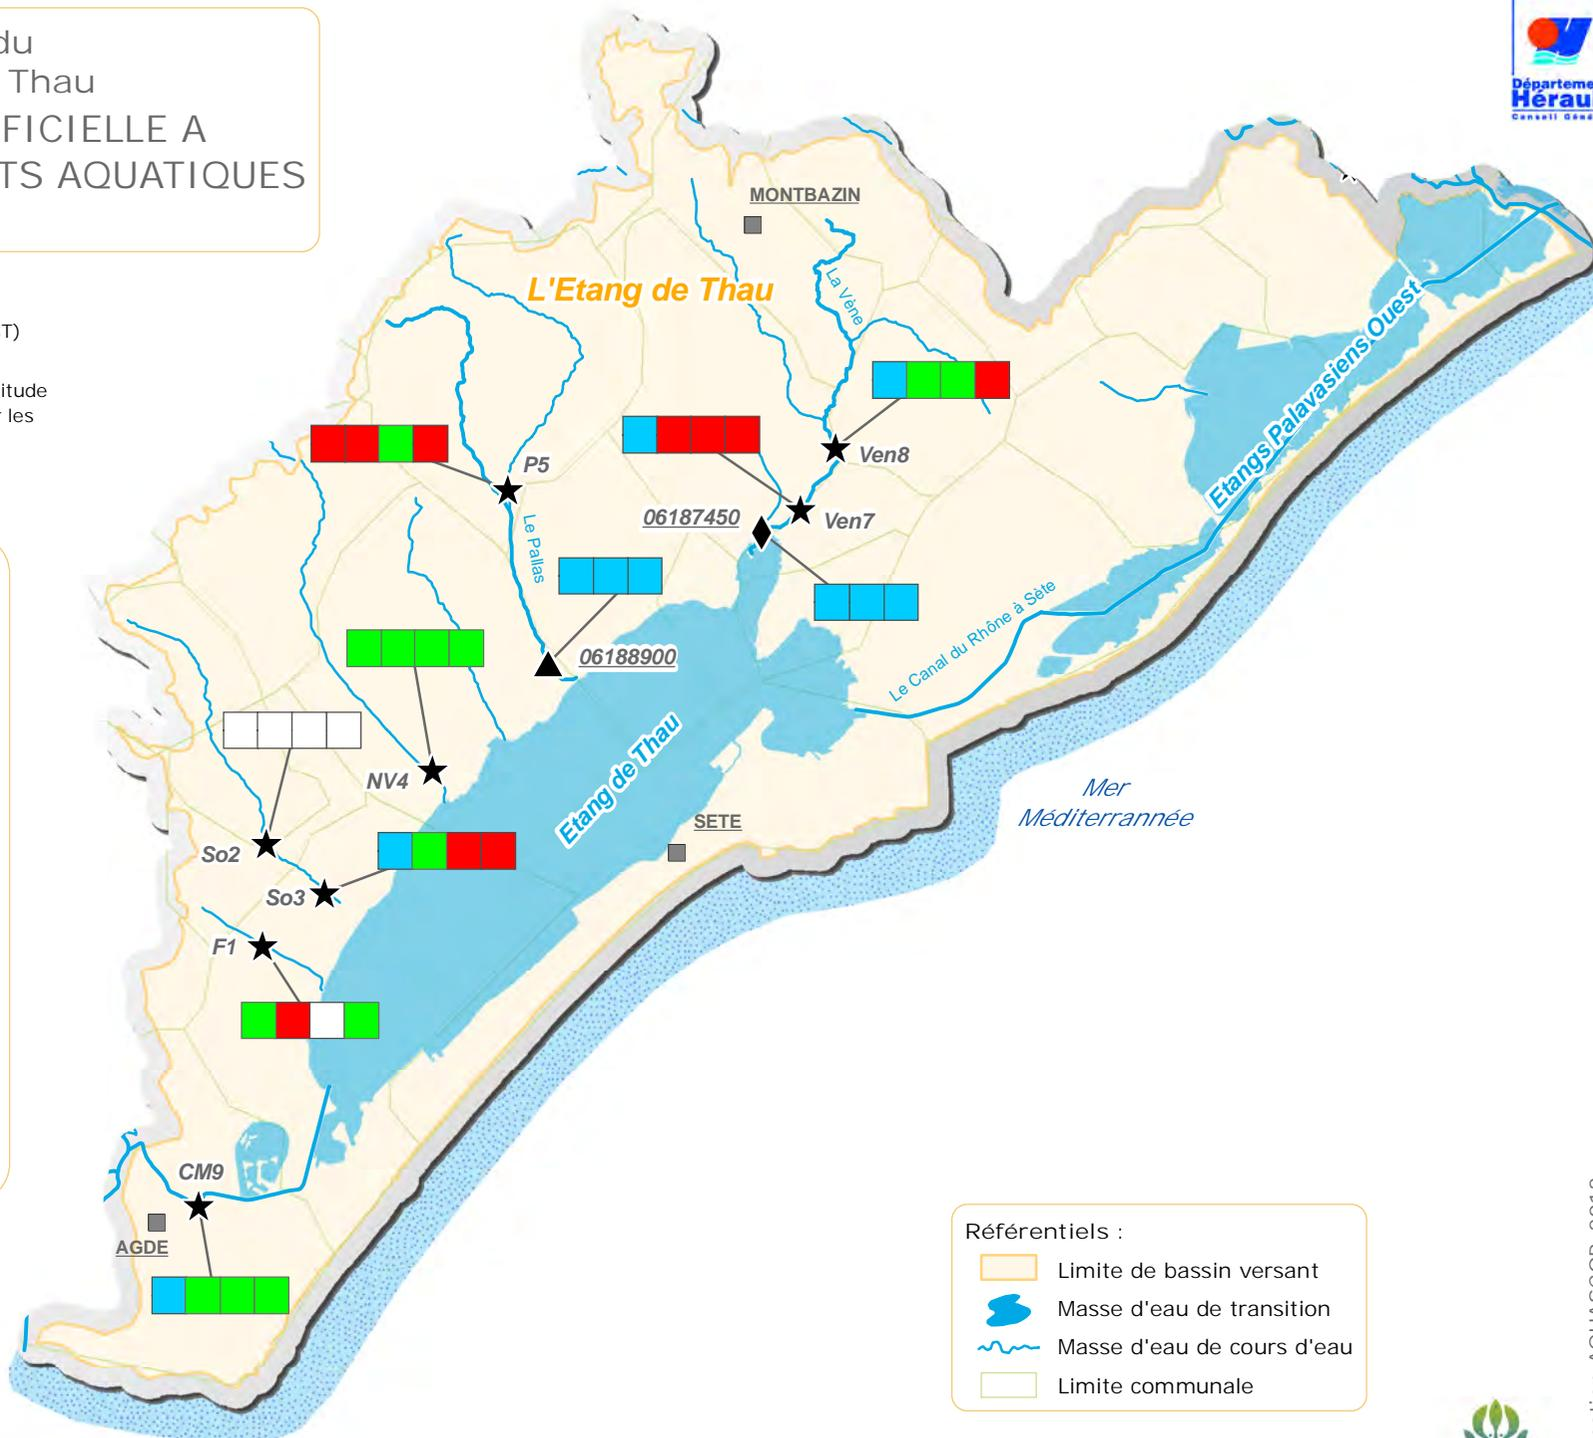 du
Thau
FICIELLE A
TS AQUATIQUES
Départeme
Hérau
Conseil Géné
T)
itude
r les
MONTBAZIN
L'Etang de Thau
La Vène
Etangs Palavasiens Ouest
P5
Ven8
06187450
Ven7
Le Pallas
06188900
Le Canal du Rhône à Sète
Etang de Thau
NV4
Mer
Méditerrannée
SETE
So2
So3
F1
CM9
AGDE
Référentiels :
Limite de bassin versant
Masse d'eau de transition
Masse d'eau de cours d'eau
Limite communale